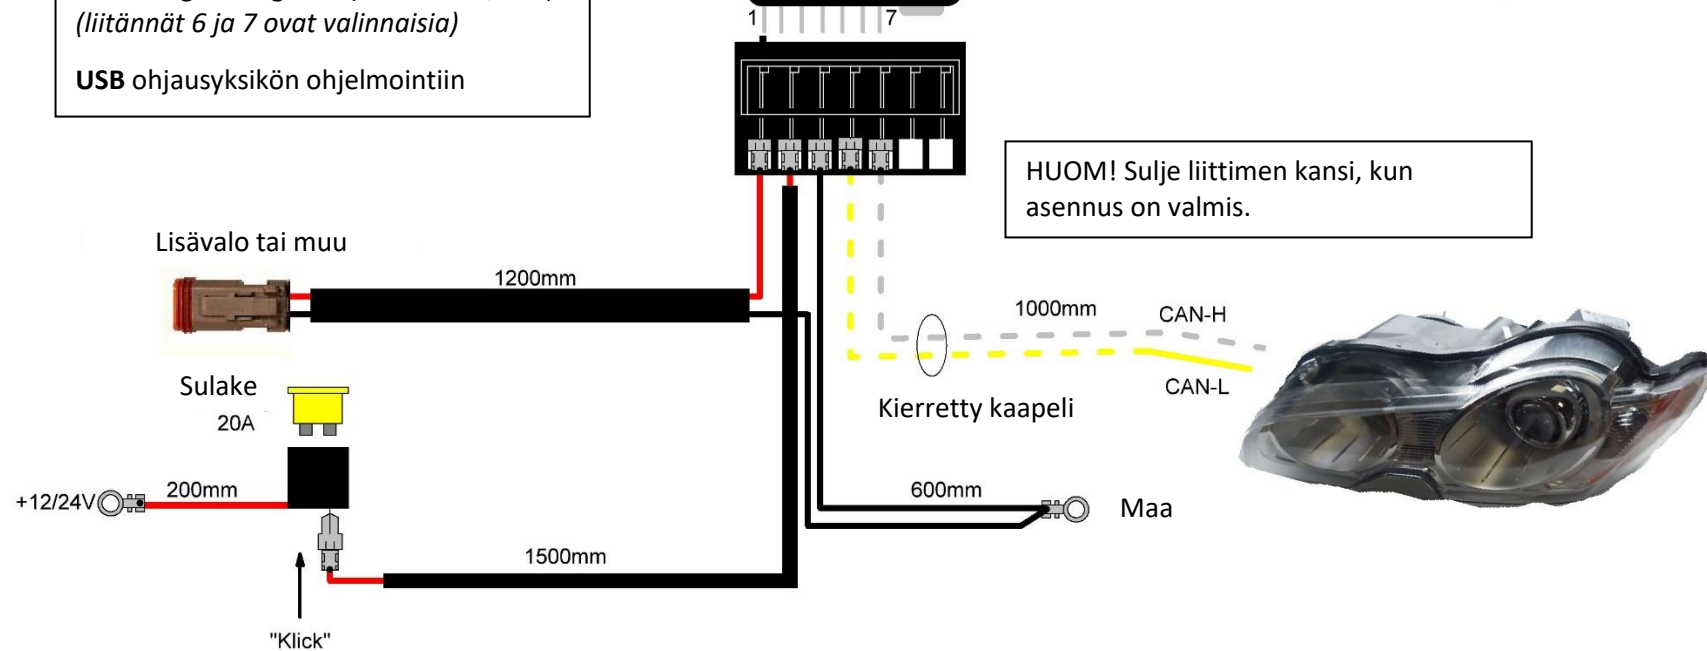 (liitännät 6 ja 7 ovat valinnaisia)
USB ohjausyksikön ohjelmointiin
1
7
HUOM! Sulje liittimen kansi, kun
asennus on valmis.
Lisävalo tai muu
1200mm
1000mm
CAN-H
CAN-L
Kierretty kaapeli
Sulake
20A
+12/24V
200mm
600mm
Maa
1500mm
"Klick"